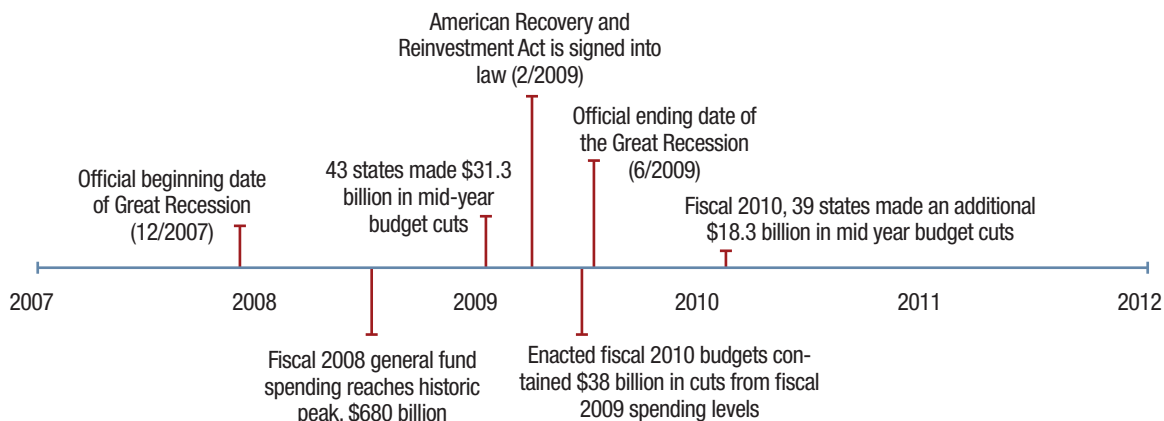 American Recovery and
Reinvestment Act is signed into
law (2/2009)
Official ending date of
the Great Recession
(6/2009)
43 states made $31.3
billion in mid-year
budget cuts
Official beginning date
of Great Recession
(12/2007)
Fiscal 2010, 39 states made an additional
$18.3 billion in mid year budget cuts
2007
2008
2009
2010
2011
2012
Fiscal 2008 general fund
spending reaches historic
peak, $680 billion
Enacted fiscal 2010 budgets con-
tained $38 billion in cuts from fiscal
2009 spending levels